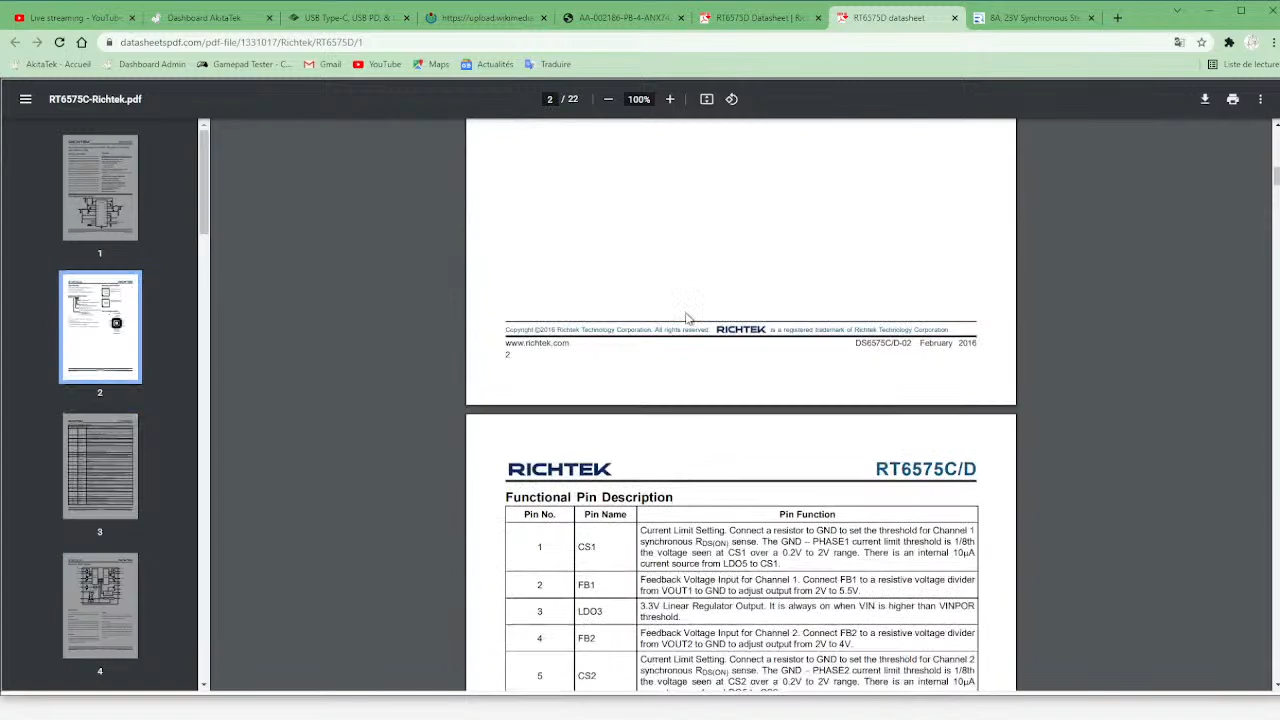 Live streaming - YouTube
Dashboard AkitaTek
USB Type-C, USB PD, &
https://upload.wikimedi
AA-002186-PB-4-ANX7
RT6575D Datasheet | Ric
RT6575D datasheet
8A, 23V Synchronous St
datasheetspdf.com/pdf-file/1331017/Richtek/RT6575D/1
AkitaTek - Accueil
Dashboard Admin
Gamepad Tester - C...
Gmail
YouTube
Maps
Actualités
Traduire
Liste de lecture
RT6575C-Richtek.pdf
2 / 22
100%
1
2
3
4
Copyright ©2016 Richtek Technology Corporation. All rights reserved. RICHTEK is a registered trademark of Richtek Technology Corporation.
www.richtek.com
DS6575C/D-02 February 2016
2
RICHTEK
RT6575C/D
Functional Pin Description
Pin No. Pin Name Pin Function
1 CS1
Current Limit Setting. Connect a resistor to GND to set the threshold for Channel 1
synchronous RDS(ON) sense. The GND − PHASE1 current limit threshold is 1/8th
the voltage seen at CS1 over a 0.2V to 2V range. There is an internal 10µA
current source from LDO5 to CS1.
2 FB1
Feedback Voltage Input for Channel 1. Connect FB1 to a resistive voltage divider
from VOUT1 to GND to adjust output from 2V to 5.5V.
3 LDO3
3.3V Linear Regulator Output. It is always on when VIN is higher than VINPOR
threshold.
4 FB2
Feedback Voltage Input for Channel 2. Connect FB2 to a resistive voltage divider
from VOUT2 to GND to adjust output from 2V to 4V.
5 CS2
Current Limit Setting. Connect a resistor to GND to set the threshold for Channel 2
synchronous RDS(ON) sense. The GND − PHASE2 current limit threshold is 1/8th
the voltage seen at CS2 over a 0.2V to 2V range. There is an internal 10µA